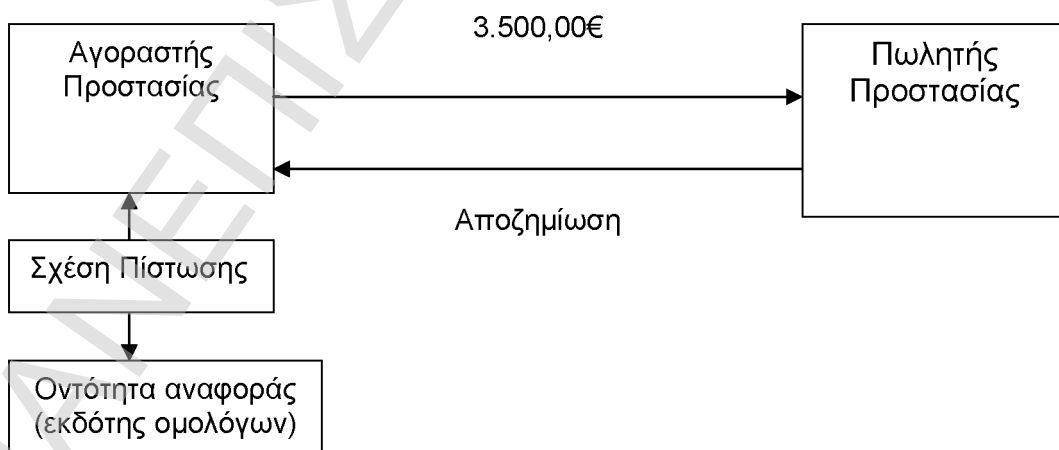 3.500,00€
Αγοραστής
Προστασίας
Πωλητής
Προστασίας
Αποζημίωση
Σχέση Πίστωσης
Οντότητα αναφοράς
(εκδότης ομολόγων)